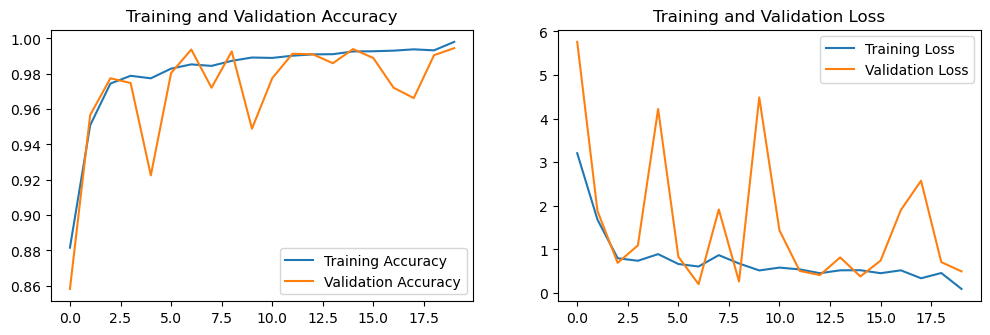 Training and Validation Accuracy
1.00
0.98
0.96
0.94
0.92
0.90
0.88
0.86
0.0 2.5 5.0 7.5 10.0 12.5 15.0 17.5
Training Accuracy
Validation Accuracy
Training and Validation Loss
6
5
4
3
2
1
0
0.0 2.5 5.0 7.5 10.0 12.5 15.0 17.5
Training Loss
Validation Loss